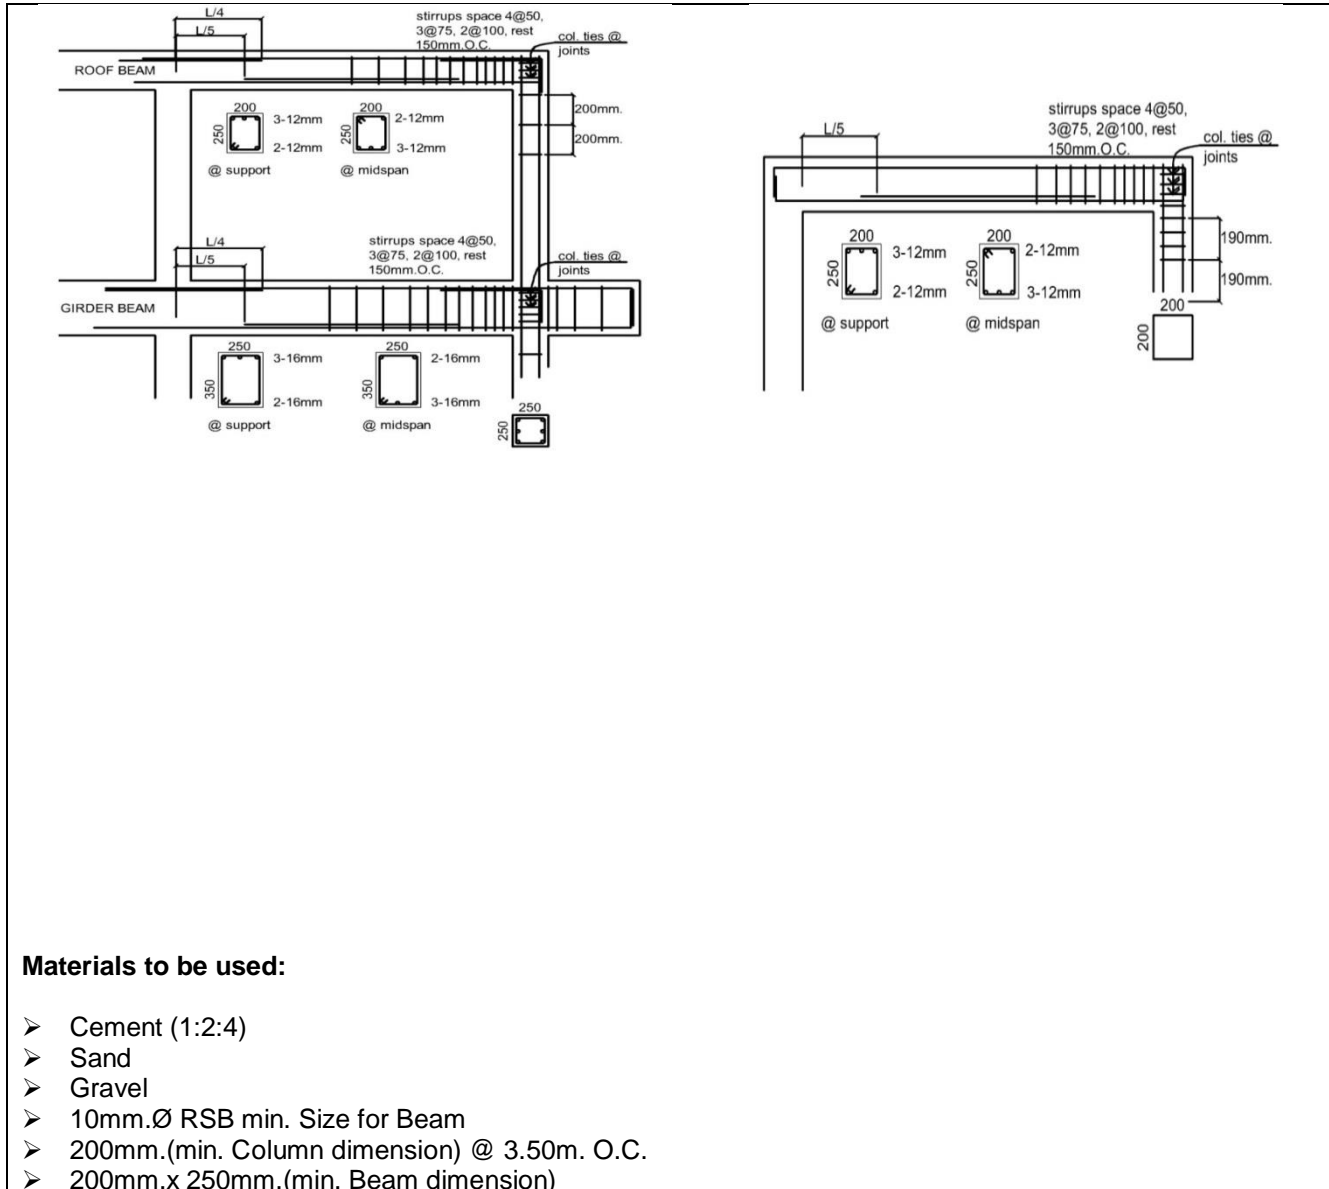 L/4
L/5
stirrups space 4@50,
3@75, 2@100, rest
150mm.O.C.
col. ties @
joints
ROOF BEAM
200mm.
200mm.
200
250
3-12mm
2-12mm
@ support
200
250
2-12mm
3-12mm
@ midspan
L/4
L/5
stirrups space 4@50,
3@75, 2@100, rest
150mm.O.C.
col. ties @
joints
GIRDER BEAM
250
350
3-16mm
2-16mm
@ support
250
350
2-16mm
3-16mm
@ midspan
250
250
L/5
stirrups space 4@50,
3@75, 2@100, rest
150mm.O.C.
col. ties @
joints
190mm.
190mm.
200
250
3-12mm
2-12mm
@ support
200
250
2-12mm
3-12mm
@ midspan
200
200
Materials to be used:
➢ Cement (1:2:4)
➢ Sand
➢ Gravel
➢ 10mm.Ø RSB min. Size for Beam
➢ 200mm.(min. Column dimension) @ 3.50m. O.C.
➢ 200mm.x 250mm.(min. Beam dimension)